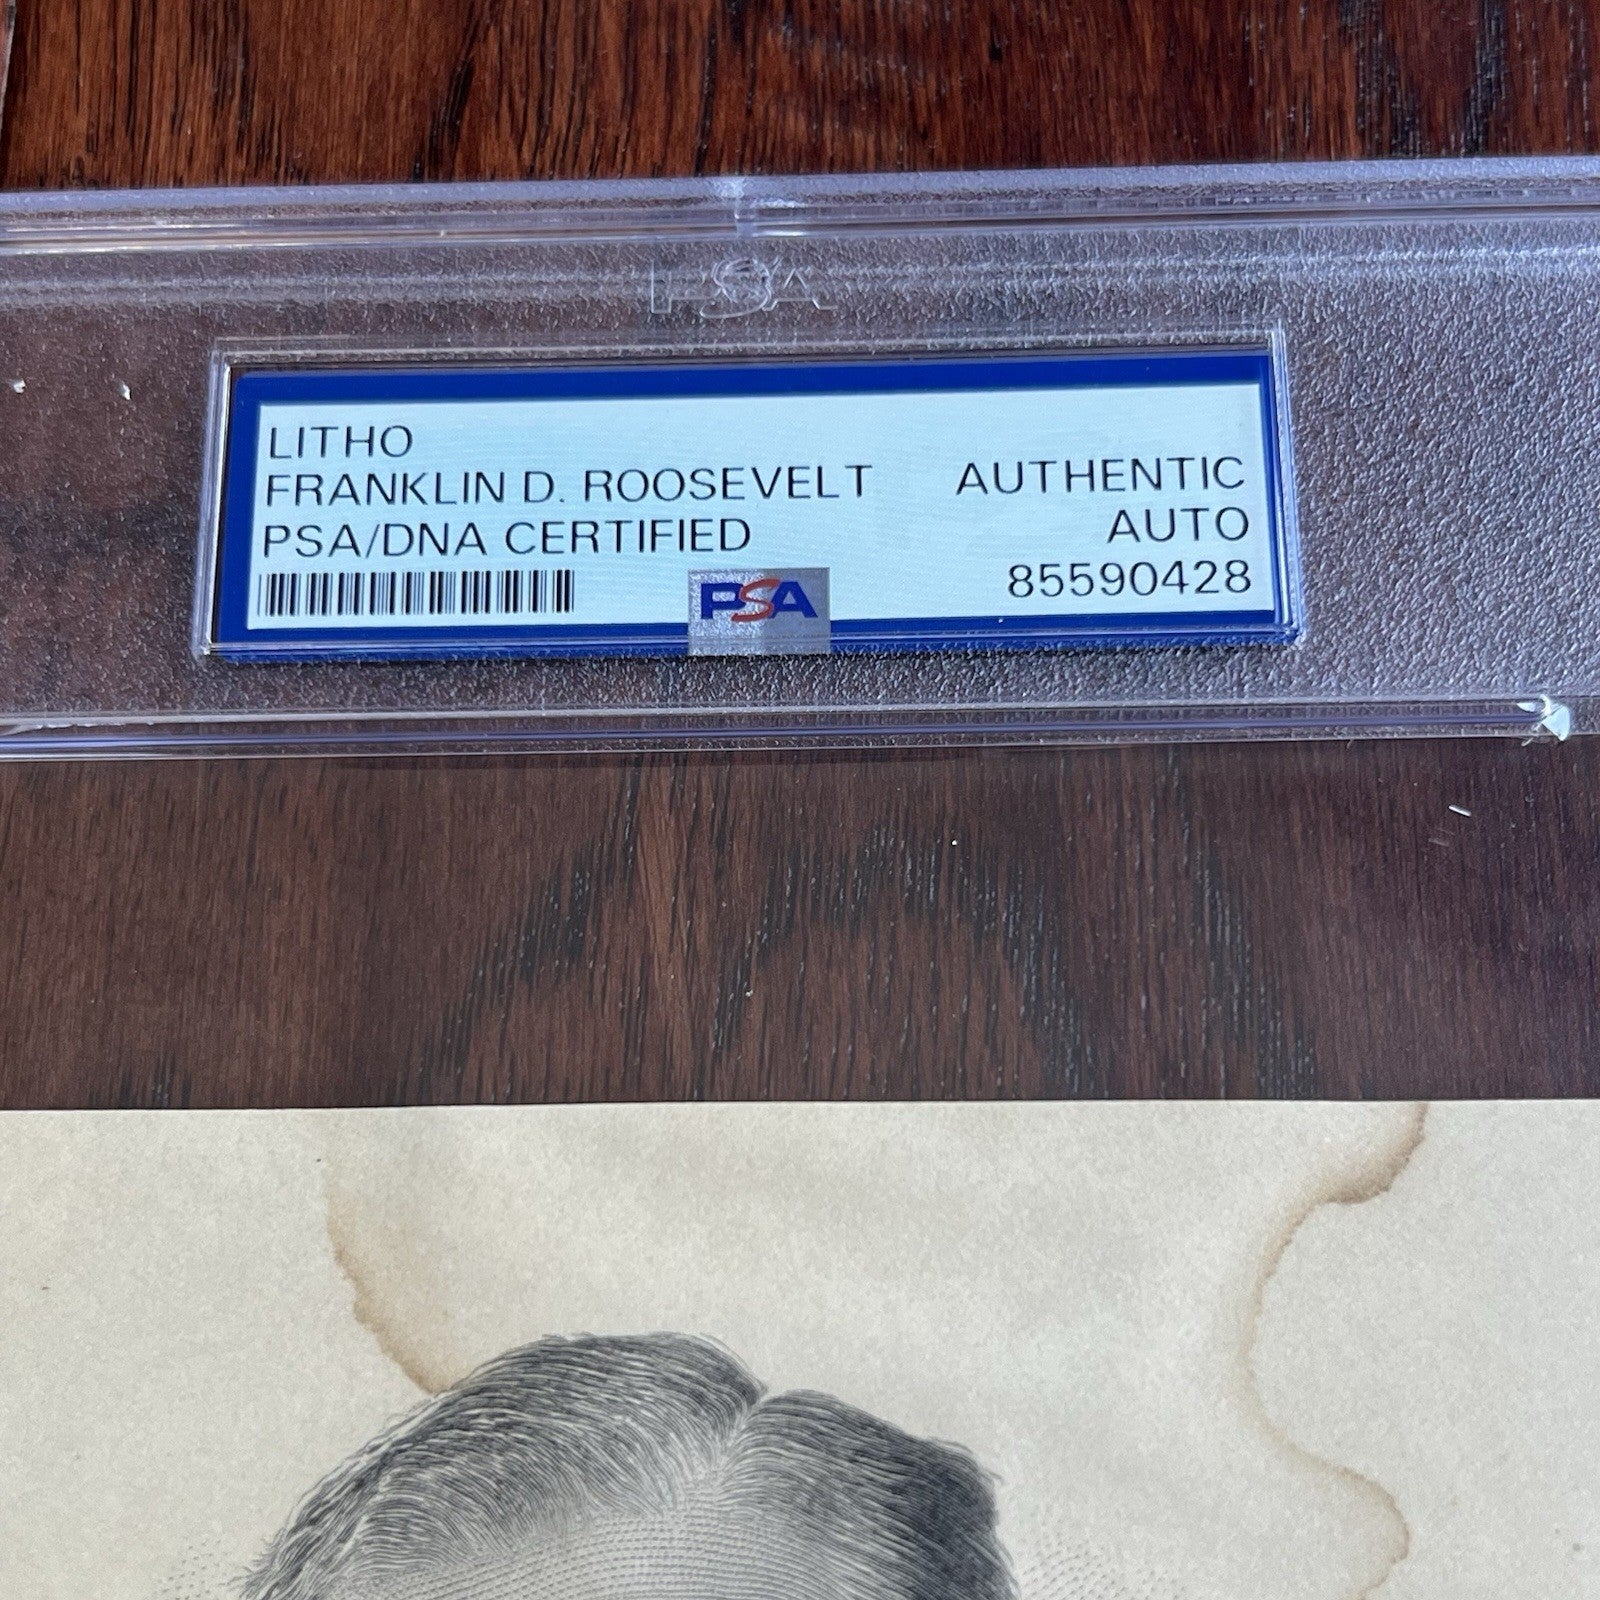 PSA
LITHO
FRANKLIN D. ROOSEVELT
PSA/DNA CERTIFIED
AUTHENTIC
AUTO
85590428
PSA